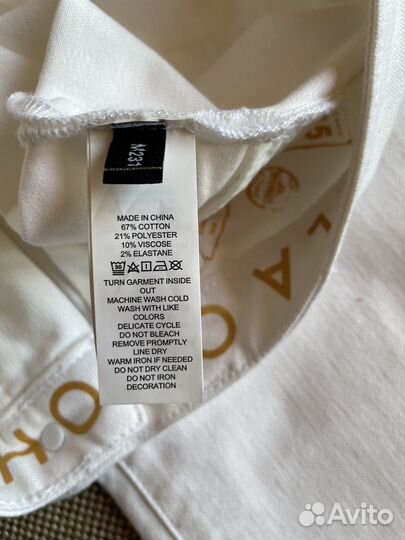 M231
MADE IN CHINA
67% COTTON
21% POLYESTER
10% VISCOSE
2% ELASTANE
30
TURN GARMENT INSIDE
OUT
MACHINE WASH COLD
WASH WITH LIKE
COLORS
DELICATE CYCLE
DO NOT BLEACH
REMOVE PROMPTLY
LINE DRY
WARM IRON IF NEEDED
DO NOT DRY CLEAN
DO NOT IRON
DECORATION
Avito